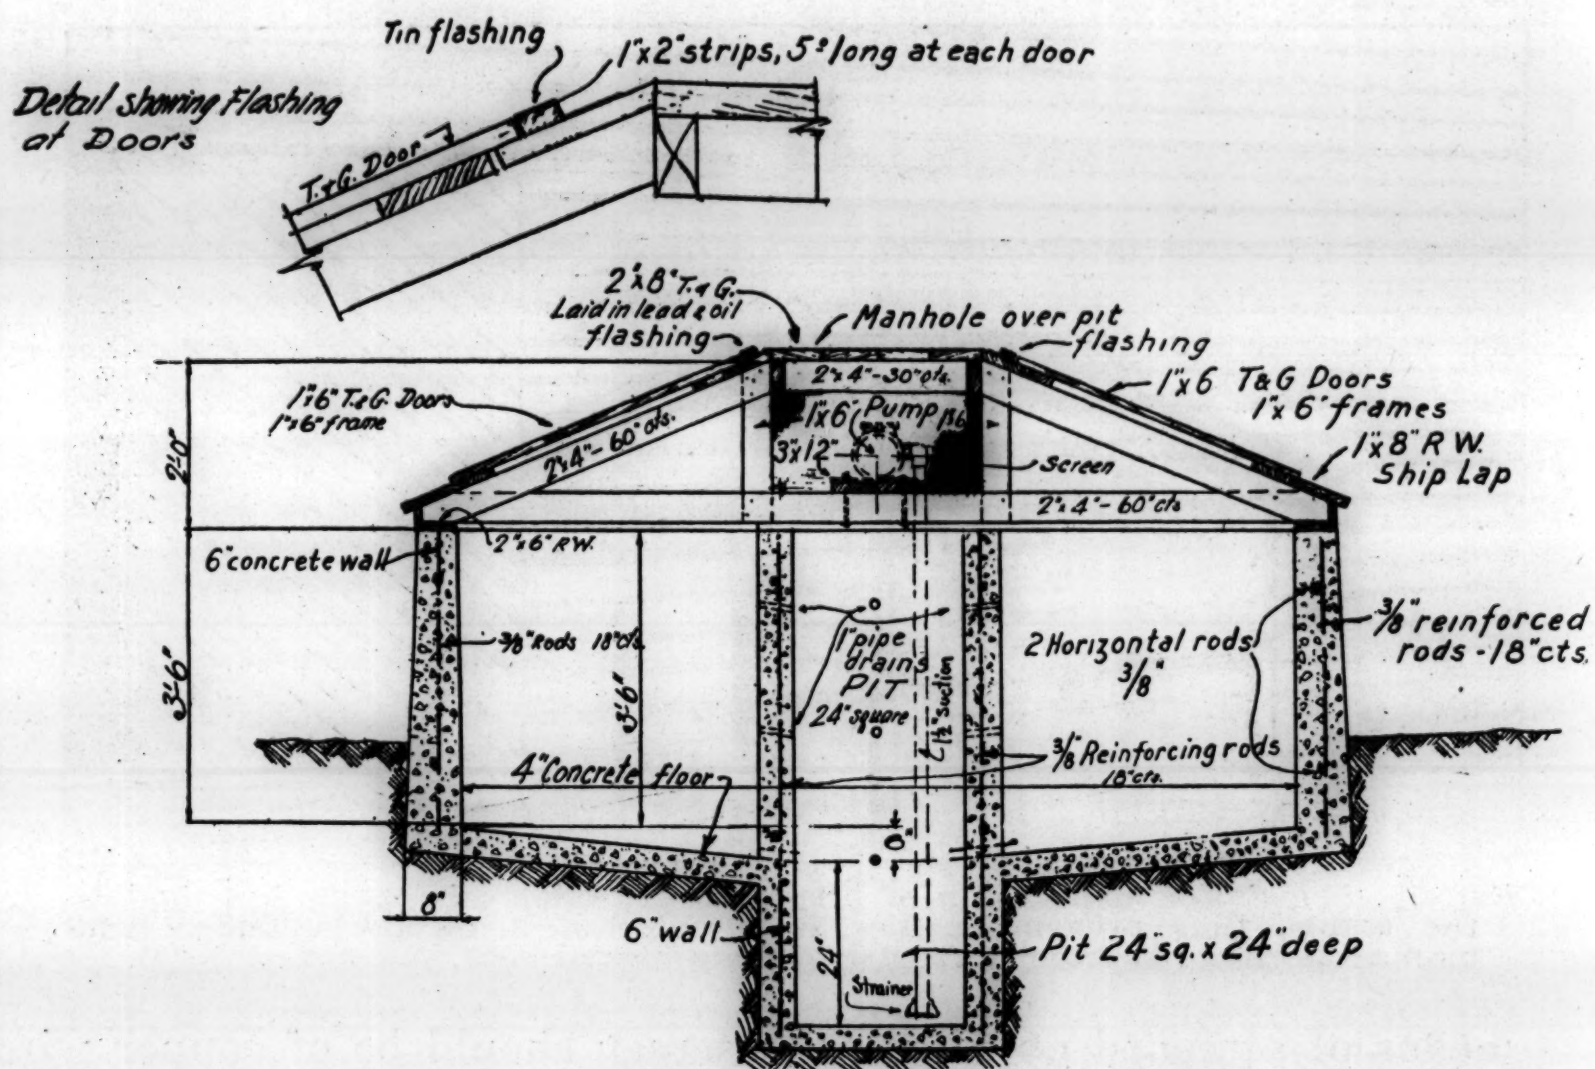 Tin flashing
1"x2" strips, 5° long at each door
Detail showing Flashing
at Doors
T.&G. Door
2"x8" T.&G.
Laid in lead & oil
flashing
Manhole over pit
flashing
2"x4"-30"cts.
1"x6" T.&G. Doors
1"x6" frame
2"x4"-60"cts.
1"x6"
Pump
1x6
3"x12"
Screen
1"x6 T&G Doors
1"x6" frames
1"x8" R.W.
Ship Lap
2'-0"
2"x4"-60"cts
2"x6" R.W.
6"concrete wall
3/8" Rods 18"cts.
3'-6"
3'-6"
1"pipe
drains
PIT
24"square
1½"suction
2 Horizontal rods
3/8"
3/8"reinforced
rods-18"cts.
3/8"Reinforcing rods
18"cts.
4"Concrete floor
8"
6"wall
24"
Strainer
Pit 24"sq.x24"deep